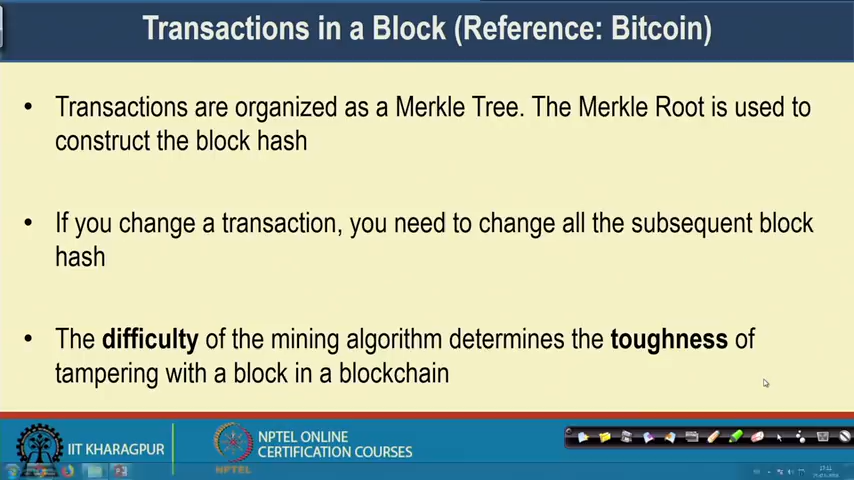 Transactions in a Block (Reference: Bitcoin)
• Transactions are organized as a Merkle Tree. The Merkle Root is used to
construct the block hash
• If you change a transaction, you need to change all the subsequent block
hash
• The difficulty of the mining algorithm determines the toughness of
tampering with a block in a blockchain
IIT KHARAGPUR
NPTEL ONLINE
CERTIFICATION COURSES
NPTEL